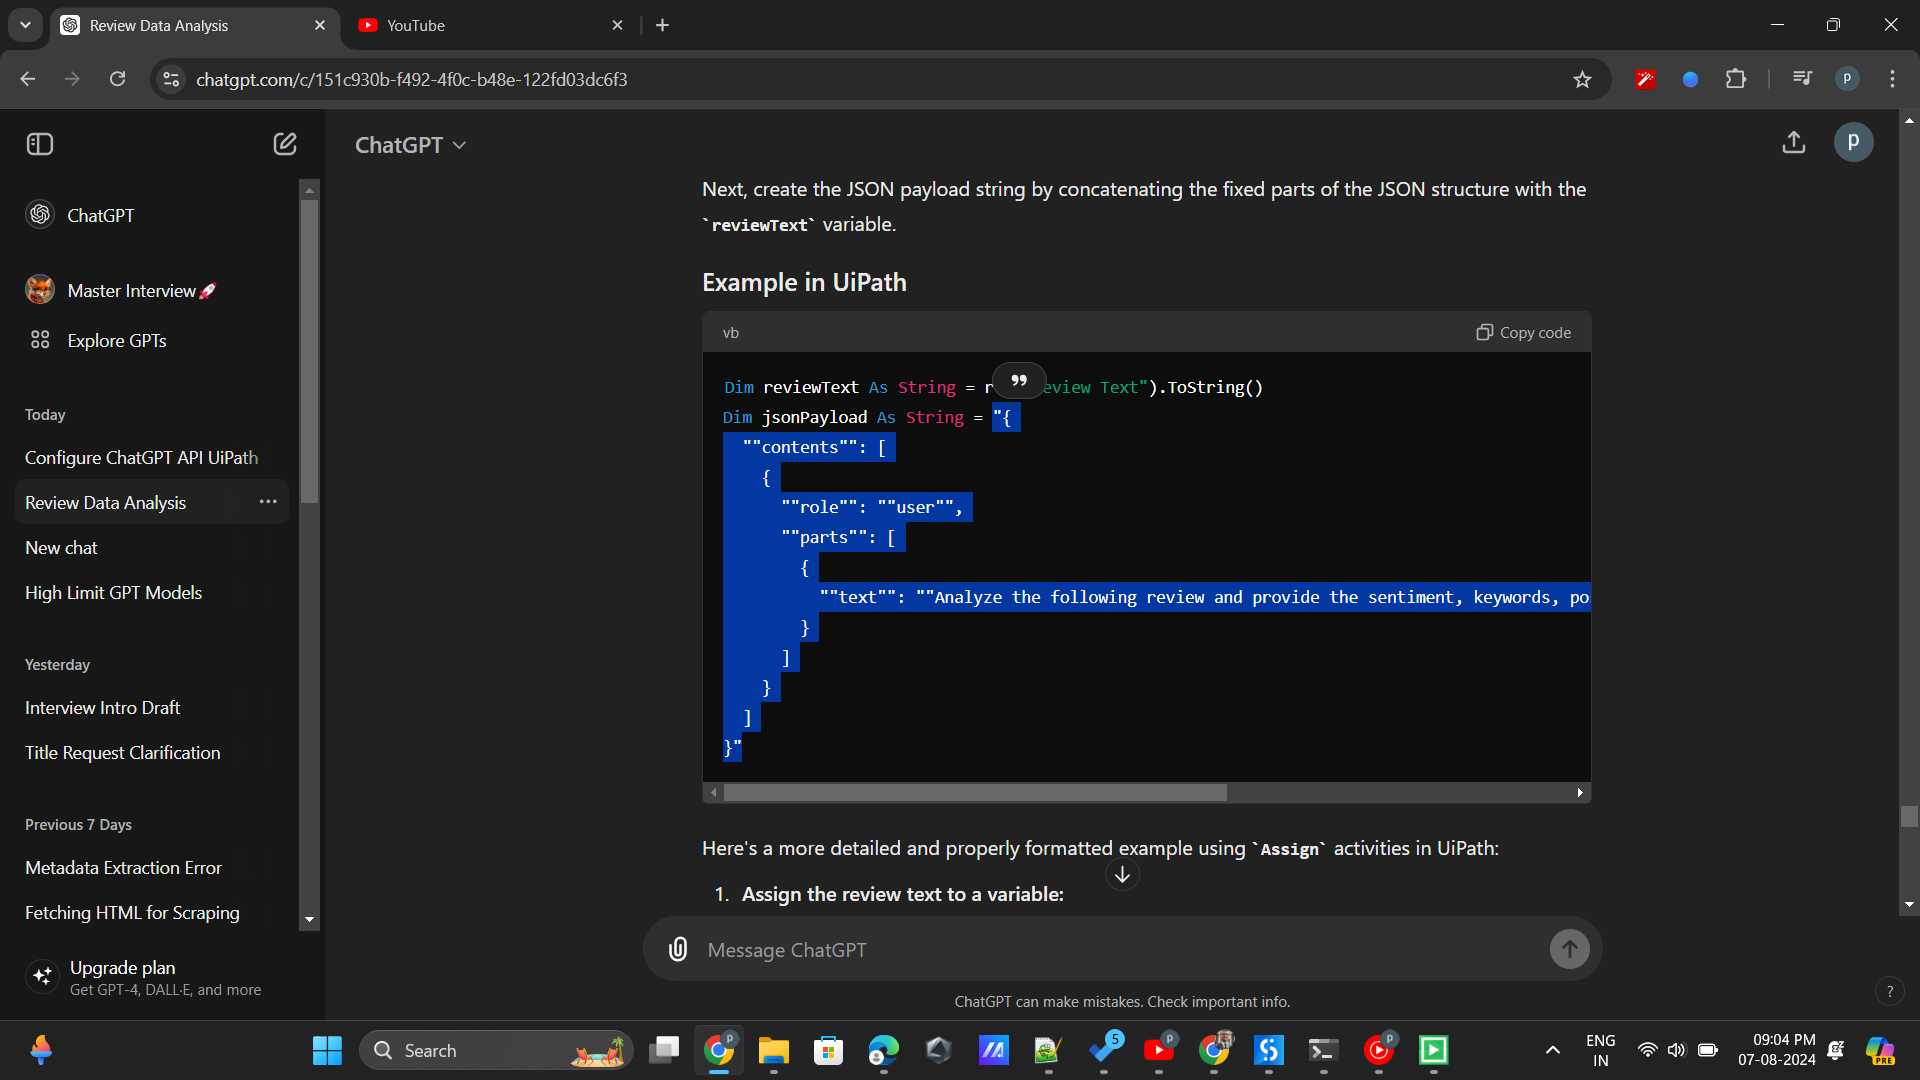 Review Data Analysis
YouTube
chatgpt.com/c/151c930b-f492-4f0c-b48e-122fd03dc6f3
p
ChatGPT
p
ChatGPT
Master Interview🚀
Explore GPTs
Today
Configure ChatGPT API UiPath
Review Data Analysis
New chat
High Limit GPT Models
Yesterday
Interview Intro Draft
Title Request Clarification
Previous 7 Days
Metadata Extraction Error
Fetching HTML for Scraping
Upgrade plan
Get GPT-4, DALL·E, and more
Next, create the JSON payload string by concatenating the fixed parts of the JSON structure with the
`reviewText` variable.
Example in UiPath
vb
Copy code
Dim reviewText As String = r eview Text").ToString()
Dim jsonPayload As String = "{
""contents"": [
{
""role"": ""user"",
""parts"": [
{
""text"": ""Analyze the following review and provide the sentiment, keywords, po
}
]
}
]
}"
Here's a more detailed and properly formatted example using `Assign` activities in UiPath:
1. Assign the review text to a variable:
Message ChatGPT
ChatGPT can make mistakes. Check important info.
?
Search
P
5
P
P
ENG
IN
09:04 PM
07-08-2024
PRE